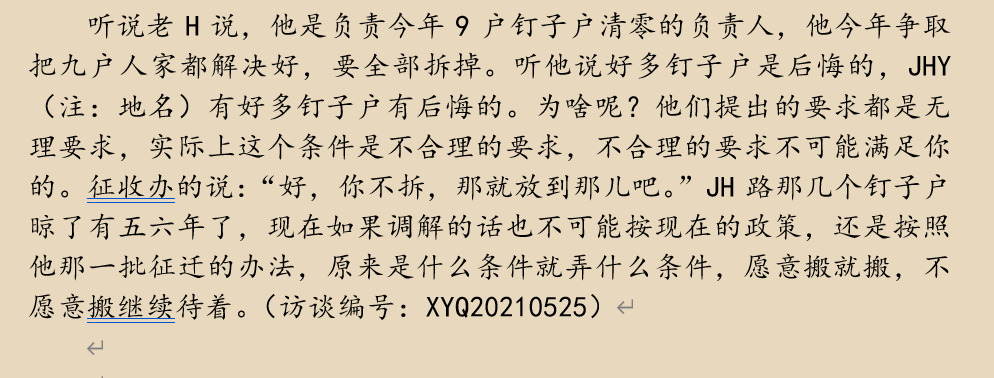 听说老 H 说，他是负责今年 9 户钉子户清零的负责人，他今年争取
把九户人家都解决好，要全部拆掉。听他说好多钉子户是后悔的，JHY
（注：地名）有好多钉子户有后悔的。为啥呢？他们提出的要求都是无
理要求，实际上这个条件是不合理的要求，不合理的要求不可能满足你
的。征收办的说：“好，你不拆，那就放到那儿吧。”JH 路那几个钉子户
晾了有五六年了，现在如果调解的话也不可能按现在的政策，还是按照
他那一批征迁的办法，原来是什么条件就弄什么条件，愿意搬就搬，不
愿意搬继续待着。（访谈编号：XYQ20210525）